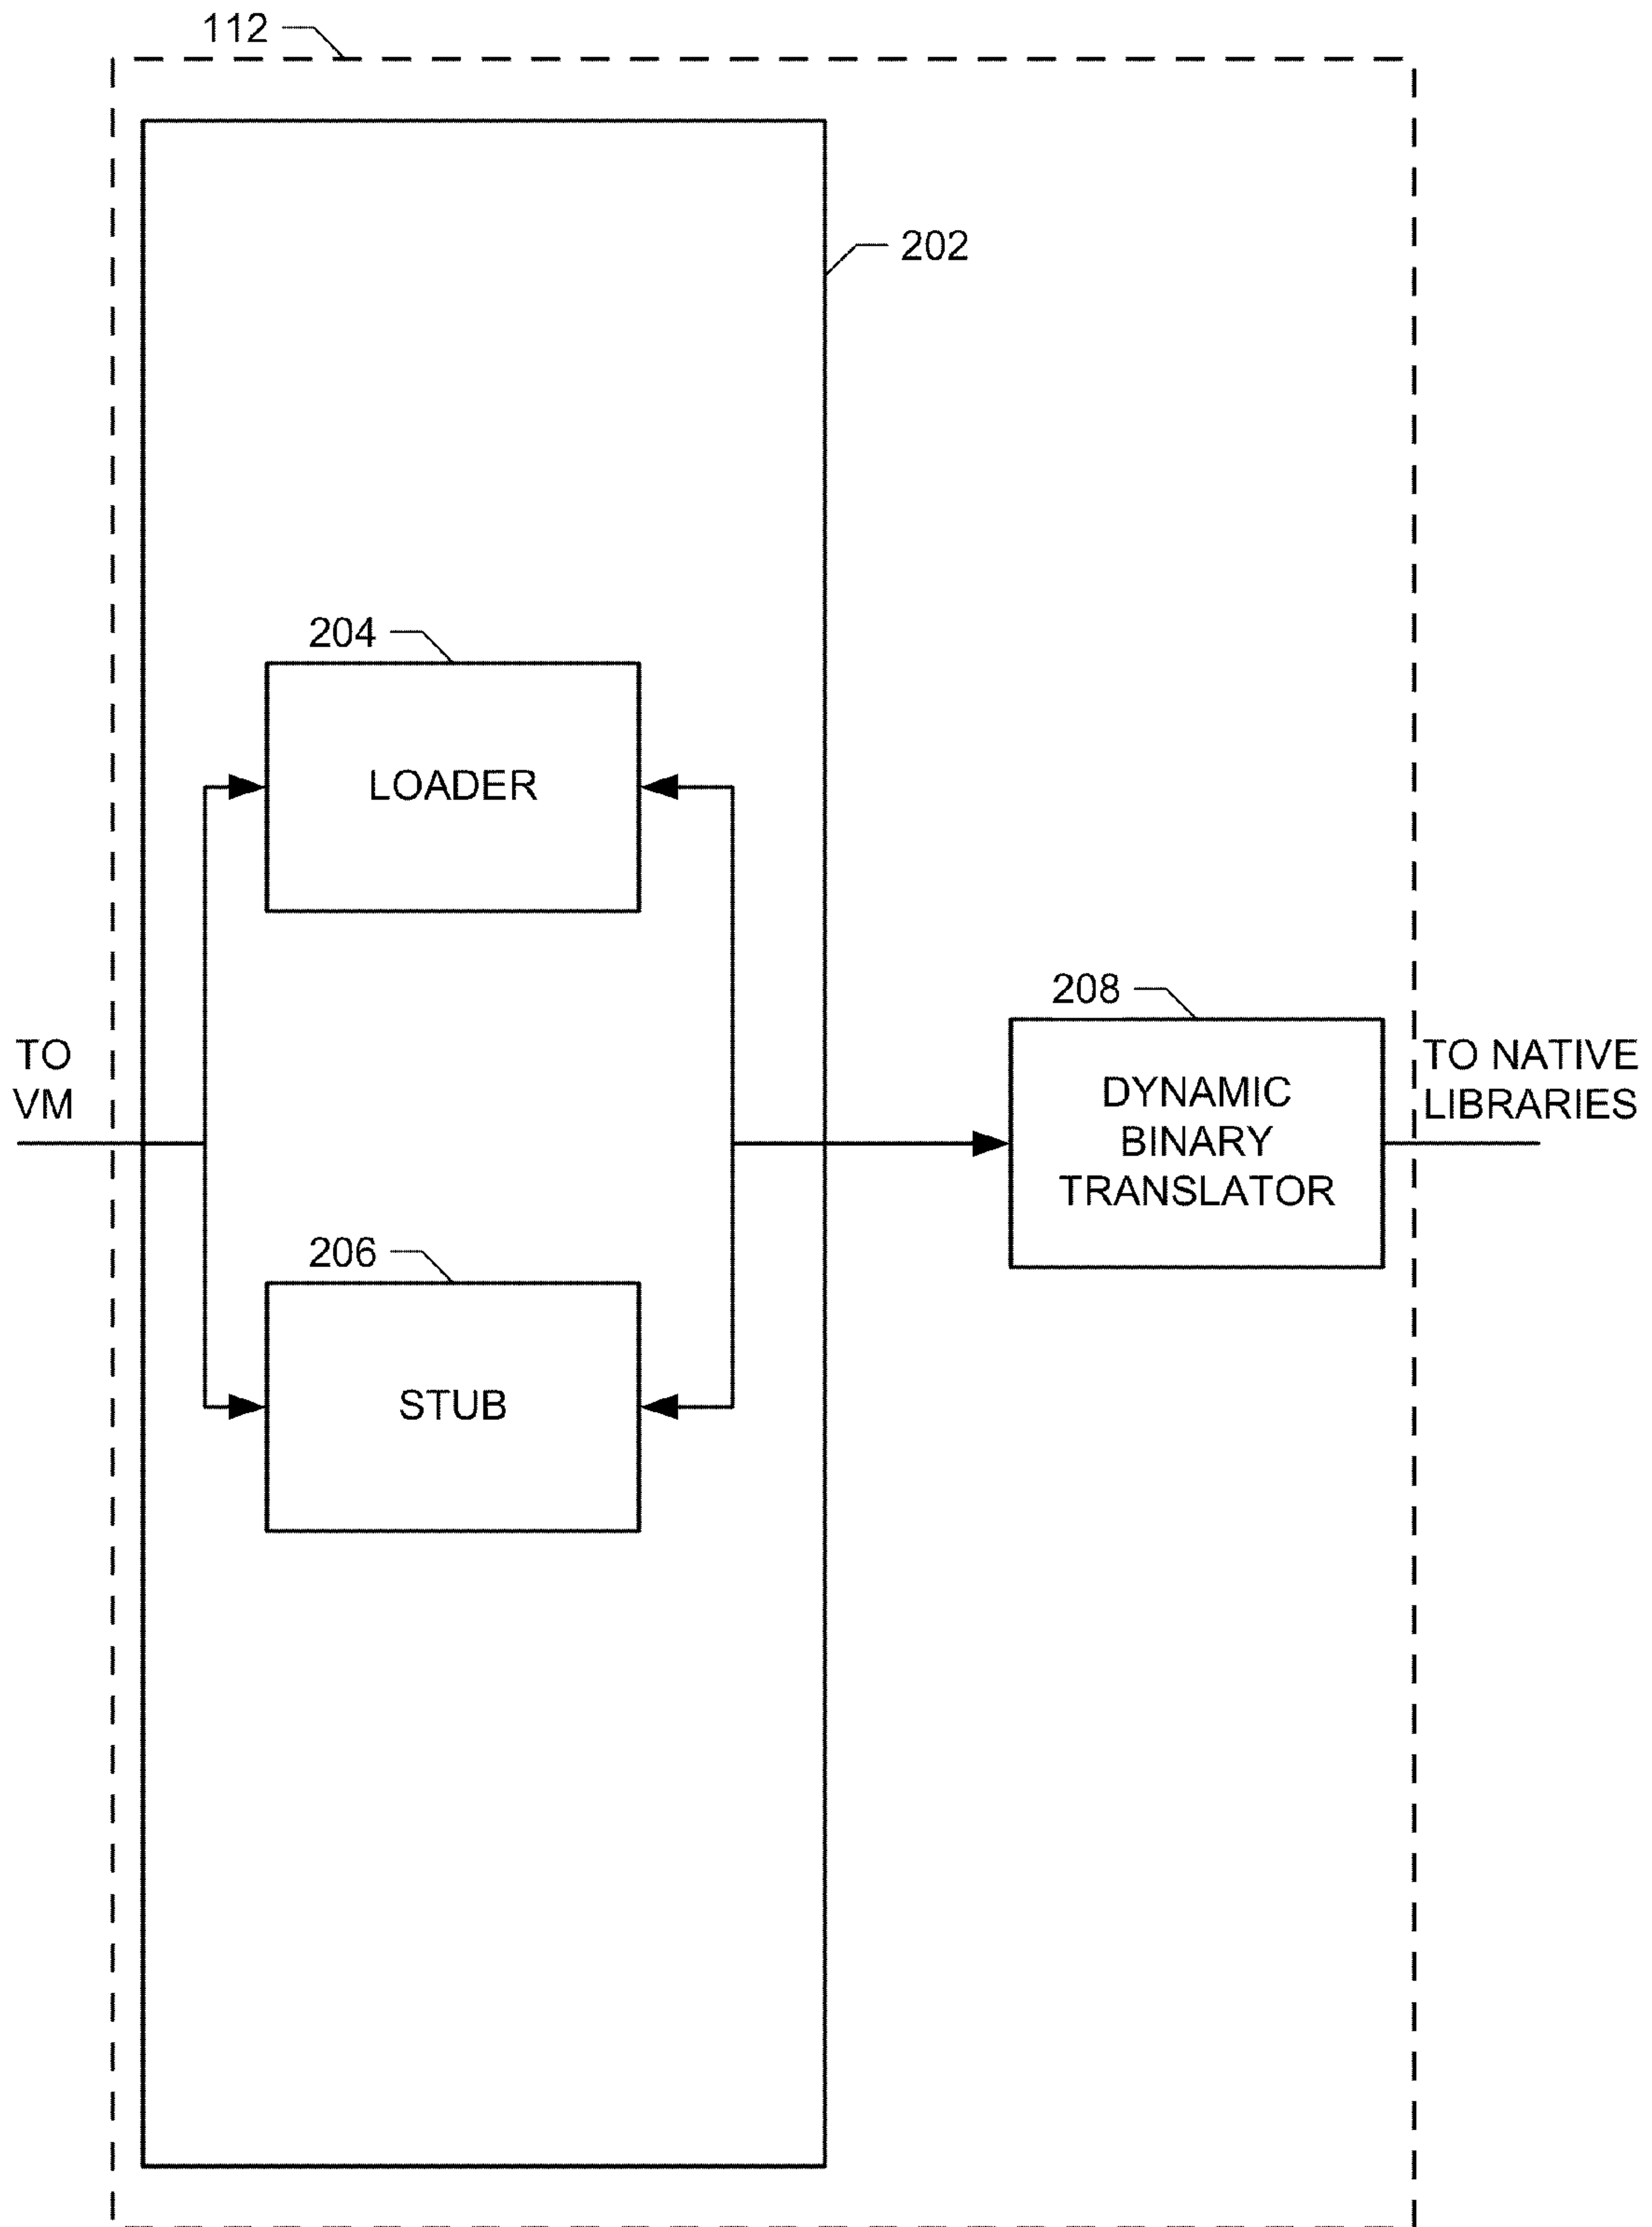 112
202
204
LOADER
208
TO
VM
DYNAMIC
BINARY
TRANSLATOR
TO NATIVE
LIBRARIES
206
STUB